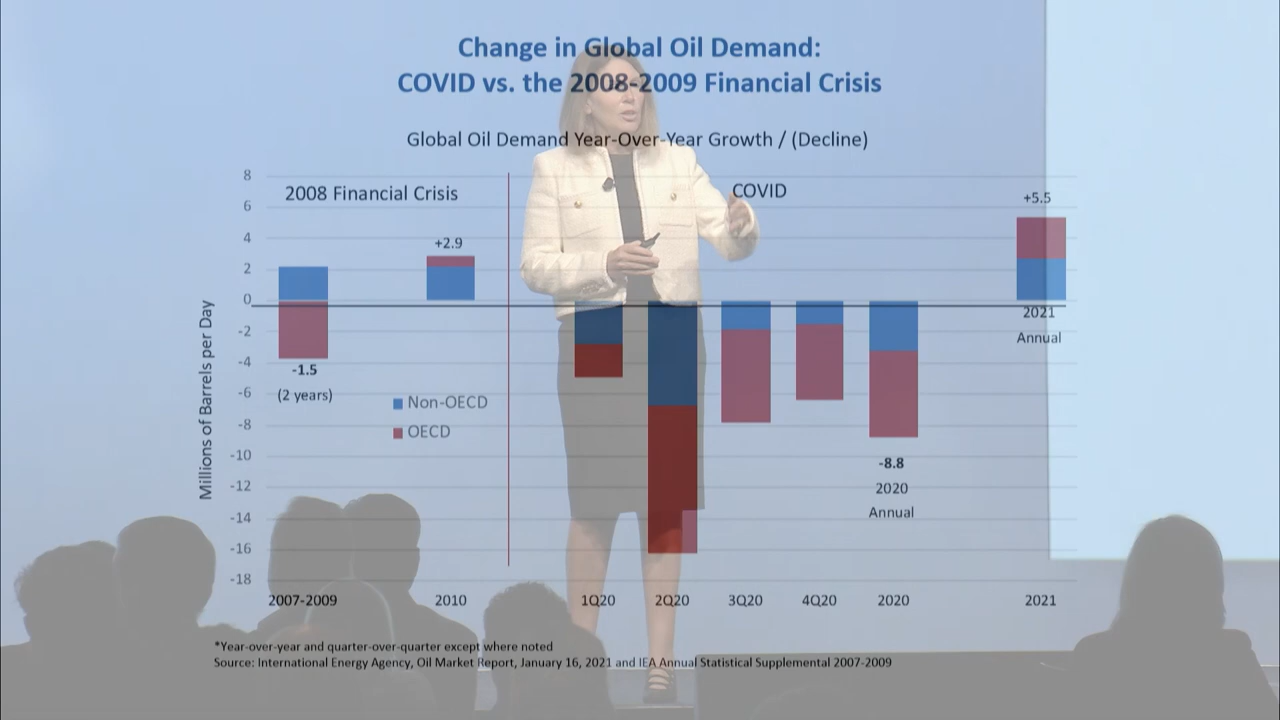 Change in Global Oil Demand:
COVID vs. the 2008-2009 Financial Crisis
Global Oil Demand Year-Over-Year Growth / (Decline)
Millions of Barrels per Day
8
6
4
2
0
-2
-4
-6
-8
-10
-12
-14
-16
-18
2008 Financial Crisis
COVID
+2.9
+5.5
-1.5
(2 years)
2021
Annual
Non-OECD
OECD
-8.8
2020
Annual
2007-2009
2010
1Q20
2Q20
3Q20
4Q20
2020
2021
*Year-over-year and quarter-over-quarter except where noted
Source: International Energy Agency, Oil Market Report, January 16, 2021 and IEA Annual Statistical Supplemental 2007-2009